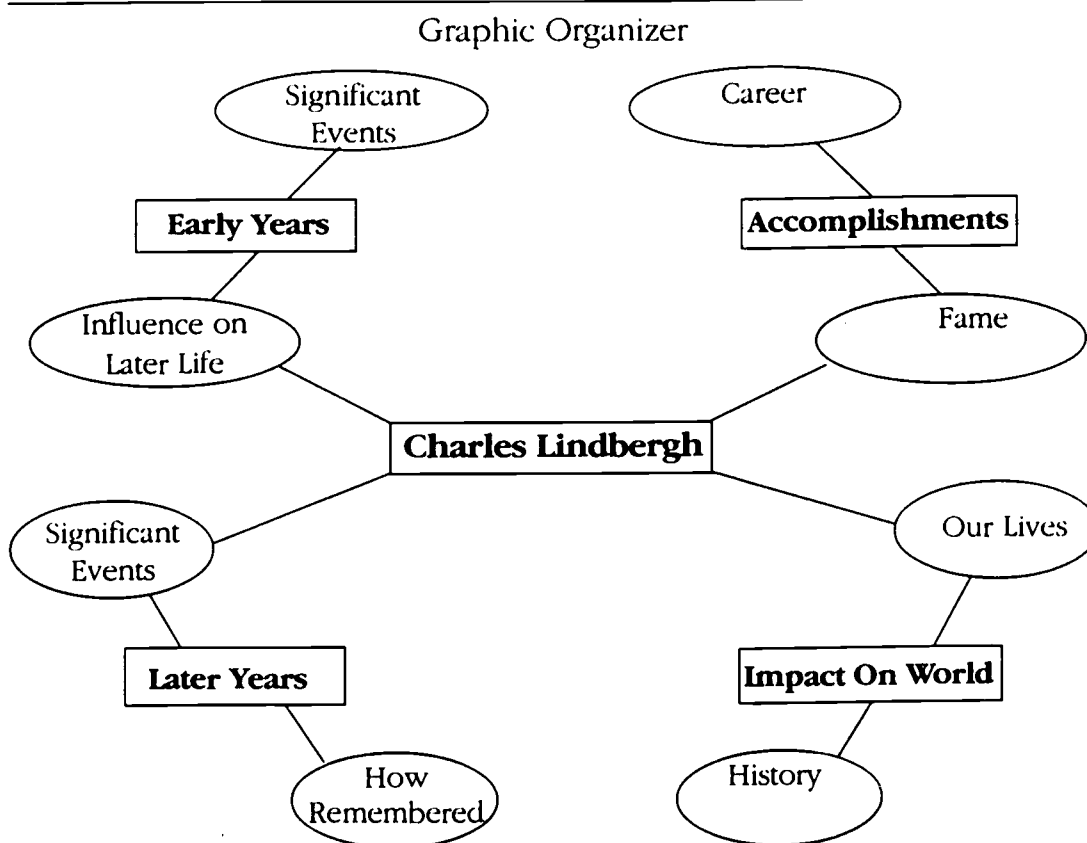 Graphic Organizer
Significant
Events
Career
Early Years
Accomplishments
Influence on
Later Life
Fame
Charles Lindbergh
Significant
Events
Our Lives
Later Years
Impact On World
How
Remembered
History